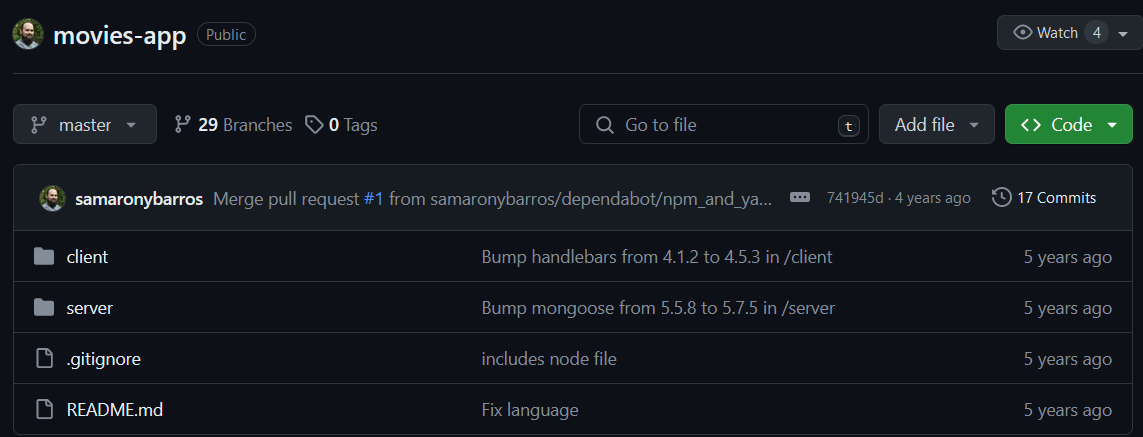 movies-app Public Watch 4
master 29 Branches 0 Tags Go to file t Add file Code
samaronybarros Merge pull request #1 from samaronybarros/dependabot/npm_and_ya... 741945d · 4 years ago 17 Commits
client Bump handlebars from 4.1.2 to 4.5.3 in /client 5 years ago
server Bump mongoose from 5.5.8 to 5.7.5 in /server 5 years ago
.gitignore includes node file 5 years ago
README.md Fix language 5 years ago